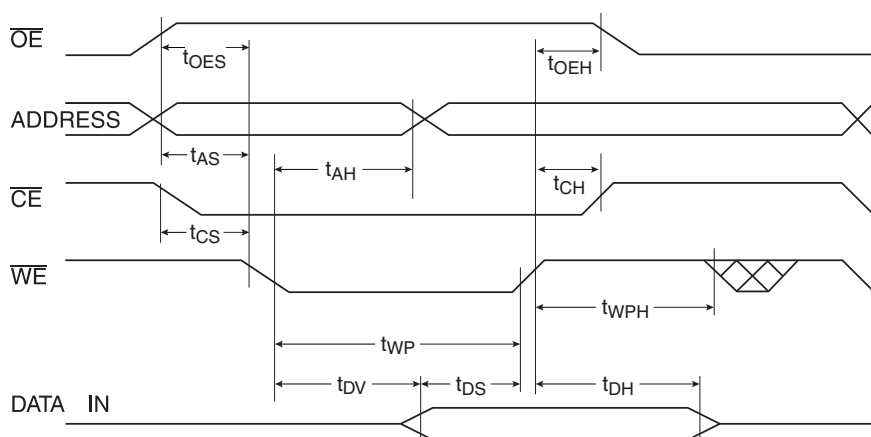 OE
tOES
tOEH
ADDRESS
tAS
tAH
tCH
CE
tCS
WE
tWPH
tWP
tDV
tDS
tDH
DATA IN